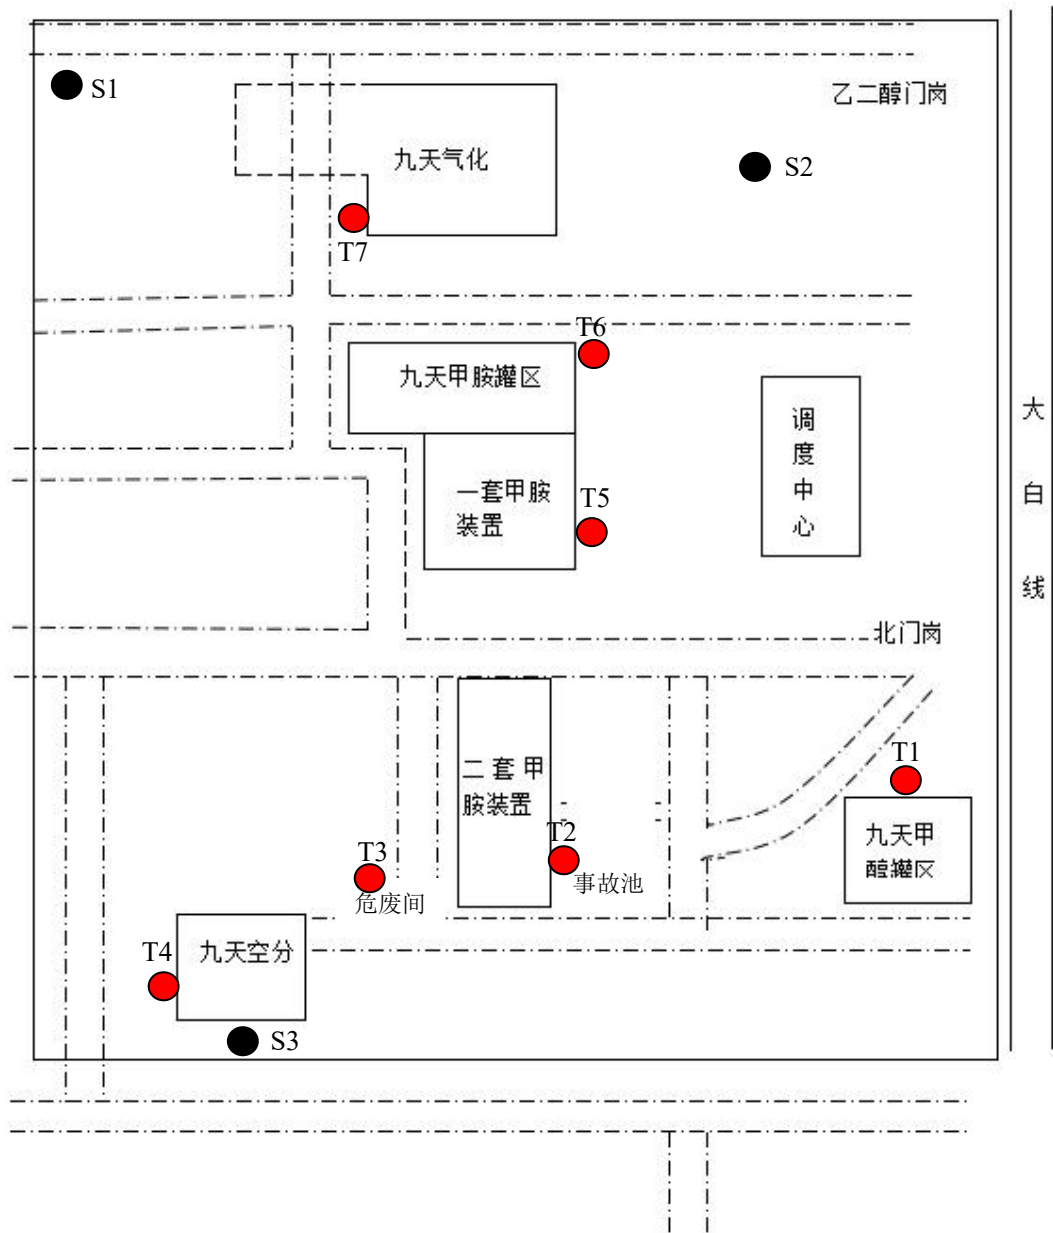 S1
乙二醇门岗
九天气化
S2
T7
T6
九天甲胺罐区
调
度
中
心
大
白
线
一套甲胺
装置
T5
北门岗
T1
二套甲
胺装置
九天甲
醇罐区
T2
事故池
T3
危废间
T4
九天空分
S3